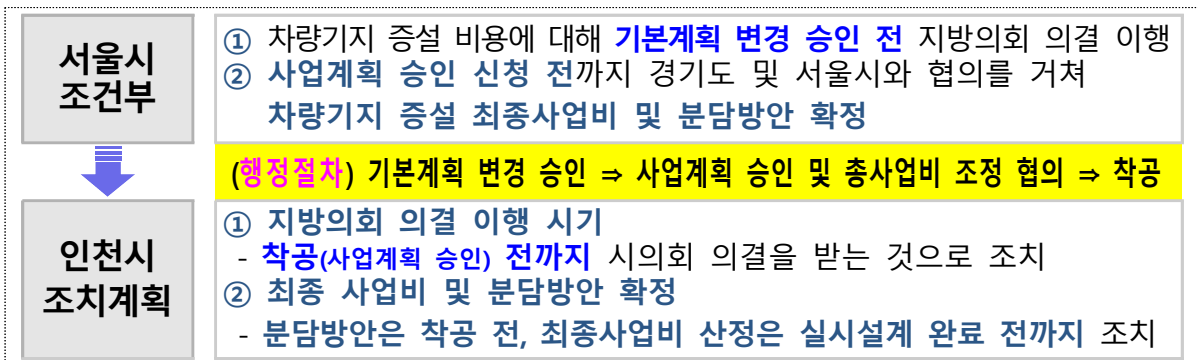 서울시
조건부
① 차량기지 증설 비용에 대해 기본계획 변경 승인 전 지방의회 의결 이행
② 사업계획 승인 신청 전까지 경기도 및 서울시와 협의를 거쳐
차량기지 증설 최종사업비 및 분담방안 확정
(행정절차) 기본계획 변경 승인 ⇒ 사업계획 승인 및 총사업비 조정 협의 ⇒ 착공
인천시
조치계획
① 지방의회 의결 이행 시기
- 착공(사업계획 승인) 전까지 시의회 의결을 받는 것으로 조치
② 최종 사업비 및 분담방안 확정
- 분담방안은 착공 전, 최종사업비 산정은 실시설계 완료 전까지 조치